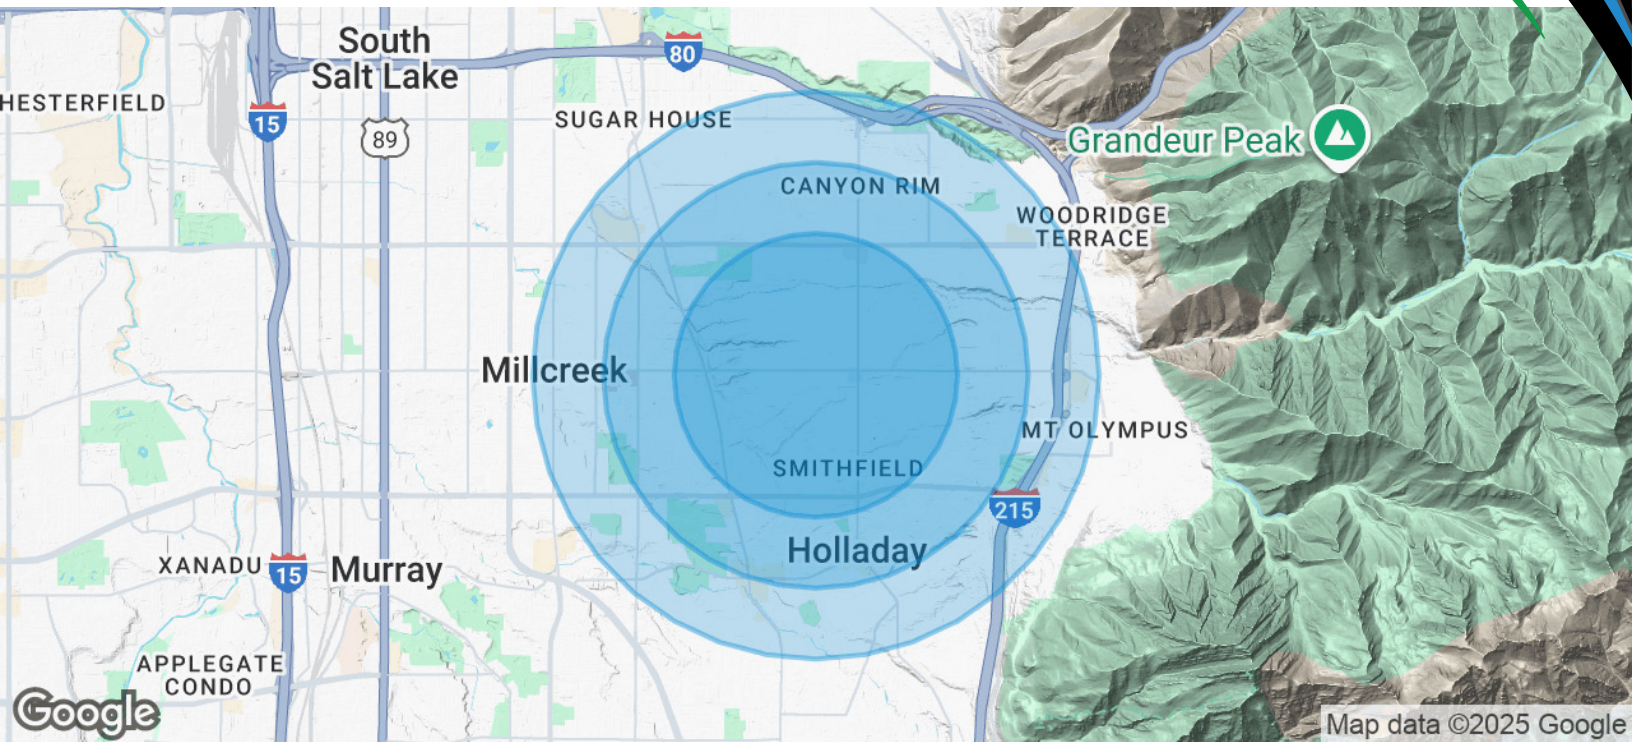 South
Salt Lake
80
HESTERFIELD
15
SUGAR HOUSE
89
Grandeur Peak
CANYON RIM
WOODRIDGE
TERRACE
Millcreek
MT OLYMPUS
SMITHFIELD
215
Holladay
XANADU
15
Murray
APPLEGATE
CONDO
Google
Map data ©2025 Google